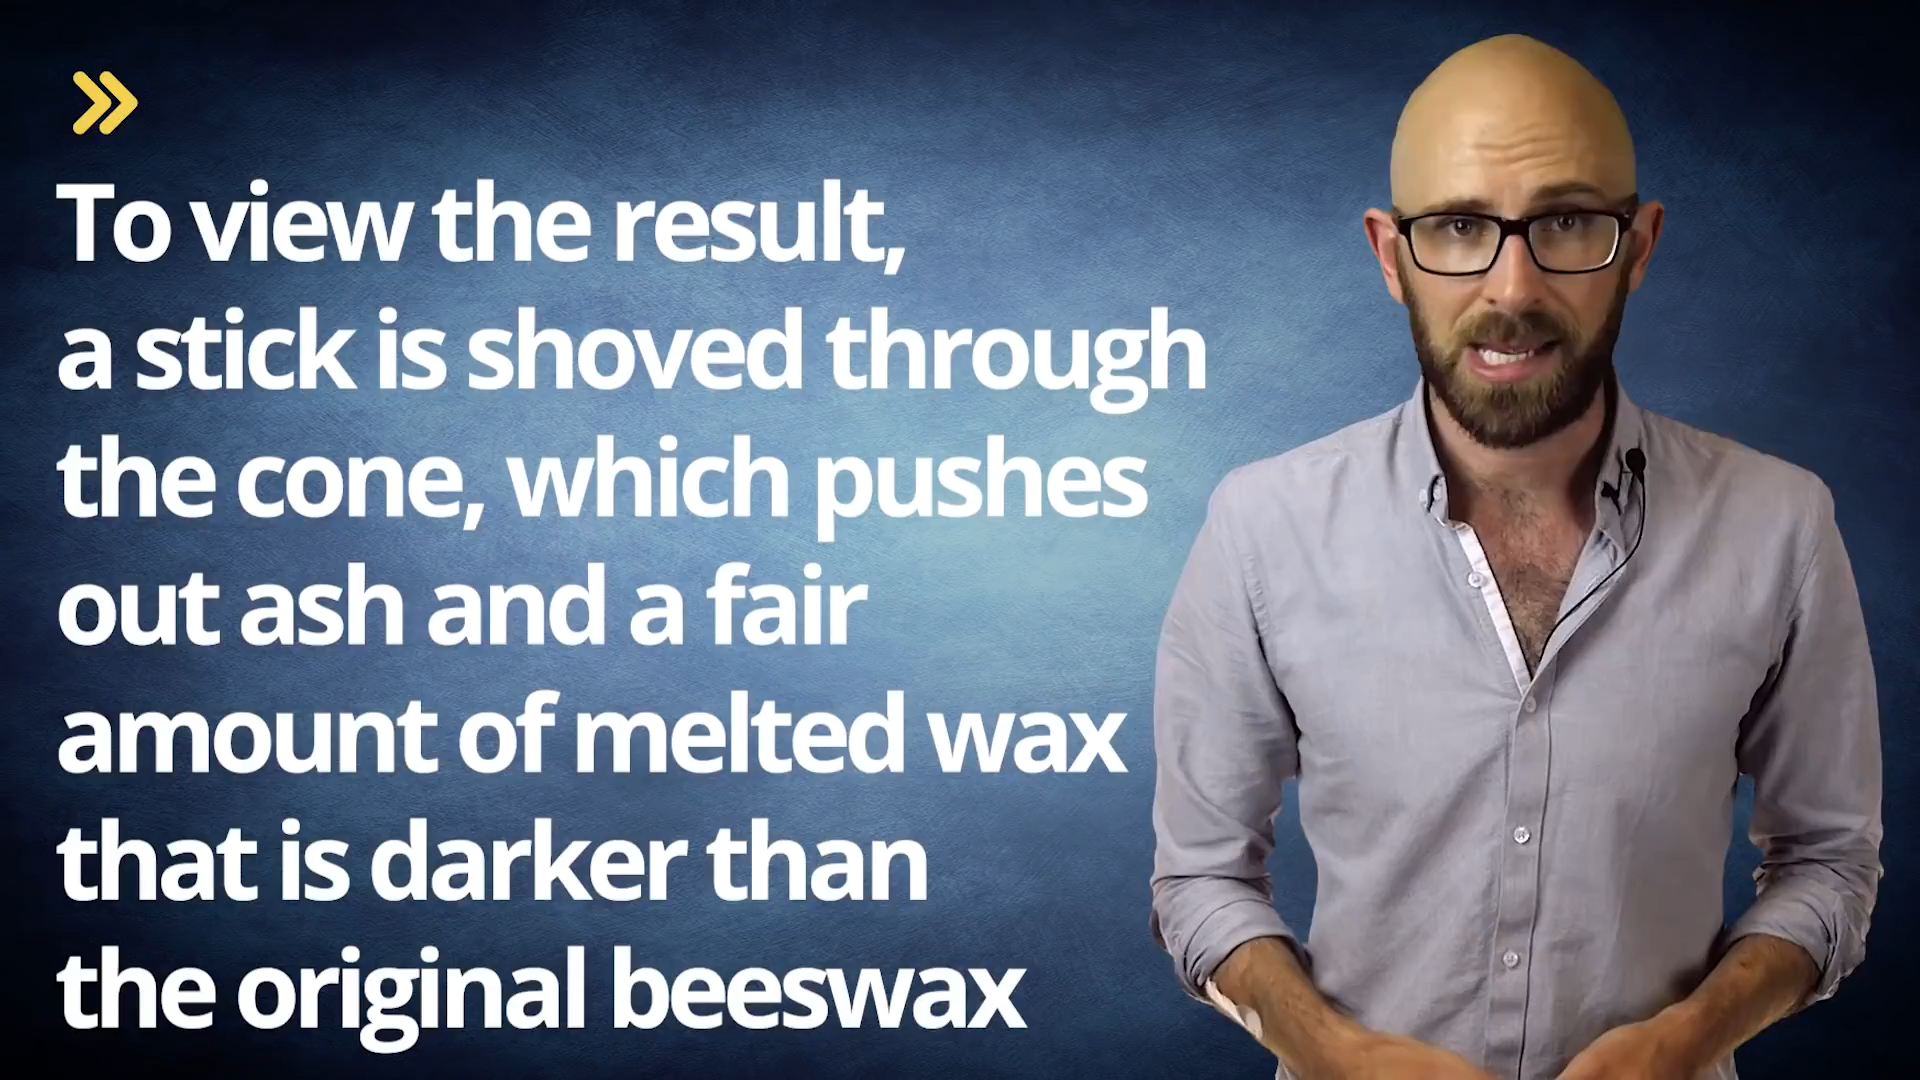 To view the result,
a stick is shoved through
the cone, which pushes
out ash and a fair
amount of melted wax
that is darker than
the original beeswax